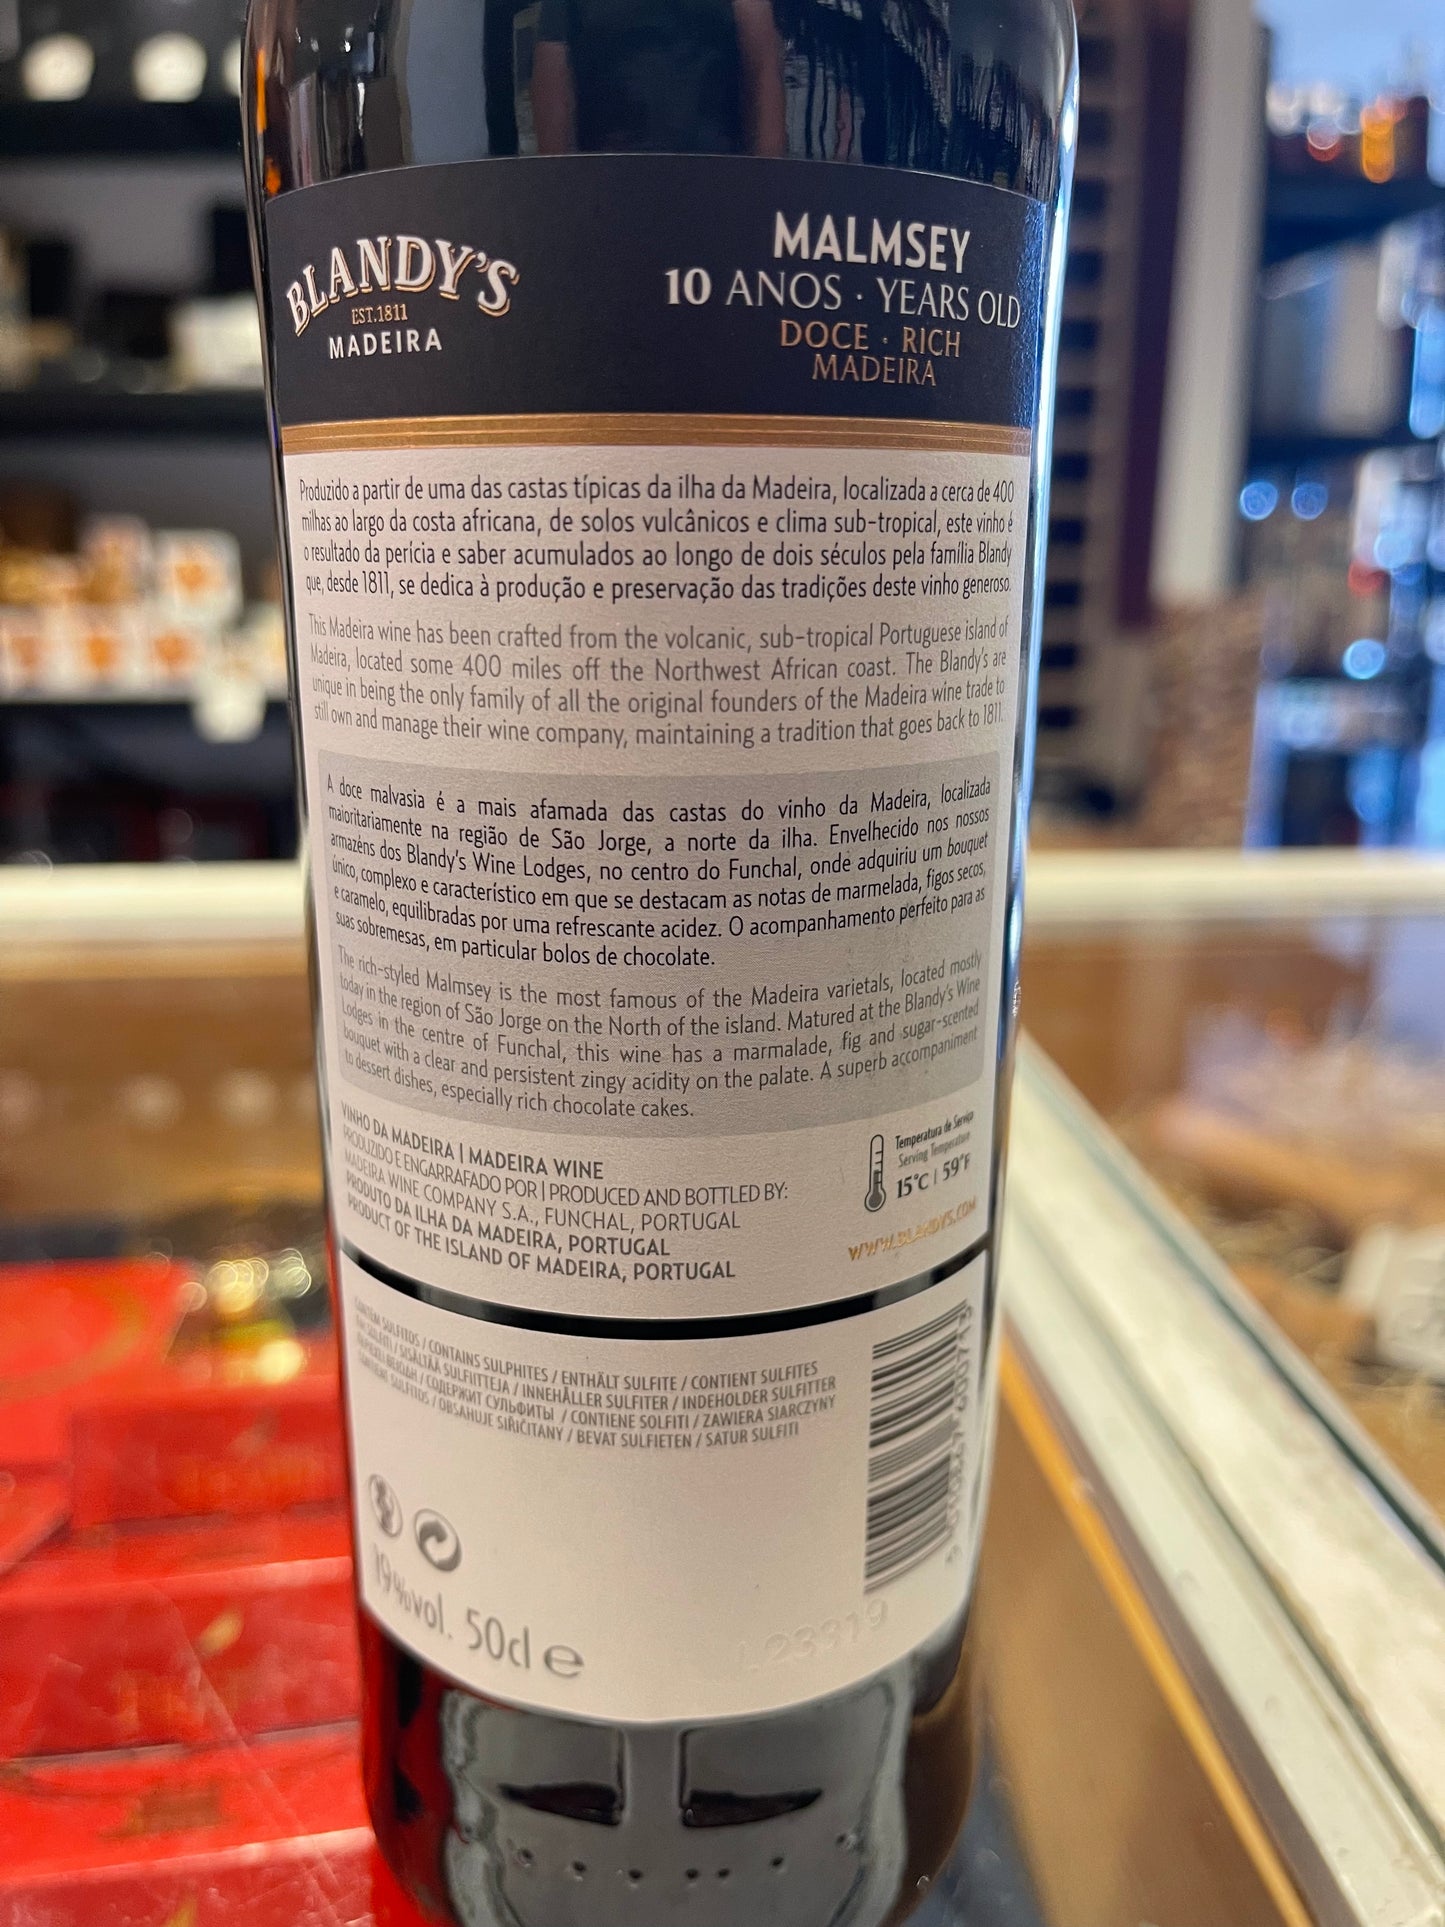 BLANDY'S
EST.1811
MADEIRA
MALMSEY
10 ANOS · YEARS OLD
DOCE · RICH
MADEIRA
Produzido a partir de uma das castas típicas da ilha da Madeira, localizada a cerca de 400
milhas ao largo da costa africana, de solos vulcânicos e clima sub-tropical, este vinho é
o resultado da perícia e saber acumulados ao longo de dois séculos pela família Blandy
que, desde 1811, se dedica à produção e preservação das tradições deste vinho generoso.
This Madeira wine has been crafted from the volcanic, sub-tropical Portuguese island of
Madeira, located some 400 miles off the Northwest African coast. The Blandy's are
unique in being the only family of all the original founders of the Madeira wine trade to
still own and manage their wine company, maintaining a tradition that goes back to 1811.
A doce malvasia é a mais afamada das castas do vinho da Madeira, localizada
maioritariamente na região de São Jorge, a norte da ilha. Envelhecido nos nossos
armazéns dos Blandy's Wine Lodges, no centro do Funchal, onde adquiriu um bouquet
único, complexo e característico em que se destacam as notas de marmelada, figos secos,
e caramelo, equilibradas por uma refrescante acidez. O acompanhamento perfeito para as
suas sobremesas, em particular bolos de chocolate.
The rich-styled Malmsey is the most famous of the Madeira varietals, located mostly
today in the region of São Jorge on the North of the island. Matured at the Blandy's Wine
Lodges in the centre of Funchal, this wine has a marmalade, fig and sugar-scented
bouquet with a clear and persistent zingy acidity on the palate. A superb accompaniment
to dessert dishes, especially rich chocolate cakes.
VINHO DA MADEIRA | MADEIRA WINE
PRODUZIDO E ENGARRAFADO POR | PRODUCED AND BOTTLED BY:
MADEIRA WINE COMPANY S.A., FUNCHAL, PORTUGAL
PRODUTO DA ILHA DA MADEIRA, PORTUGAL
PRODUCT OF THE ISLAND OF MADEIRA, PORTUGAL
Temperatura de Serviço
Serving Temperature
15°C | 59°F
WWW.BLANDYS.COM
CONTÉM SULFITOS / CONTAINS SULPHITES / ENTHÄLT SULFITE / CONTIENT SULFITES
/ SISÄLTÄÄ SULFIITTEJA / INNEHÅLLER SULFITER / INDEHOLDER SULFITTER
/ СОДЕРЖИТ СУЛЬФИТЫ / CONTIENE SOLFITI / ZAWIERA SIARCZYNY
SULFITOS / OBSAHUJE SIŘIČITANY / BEVAT SULFIETEN / SATUR SULFITI
19%vol. 50cl e
L23319